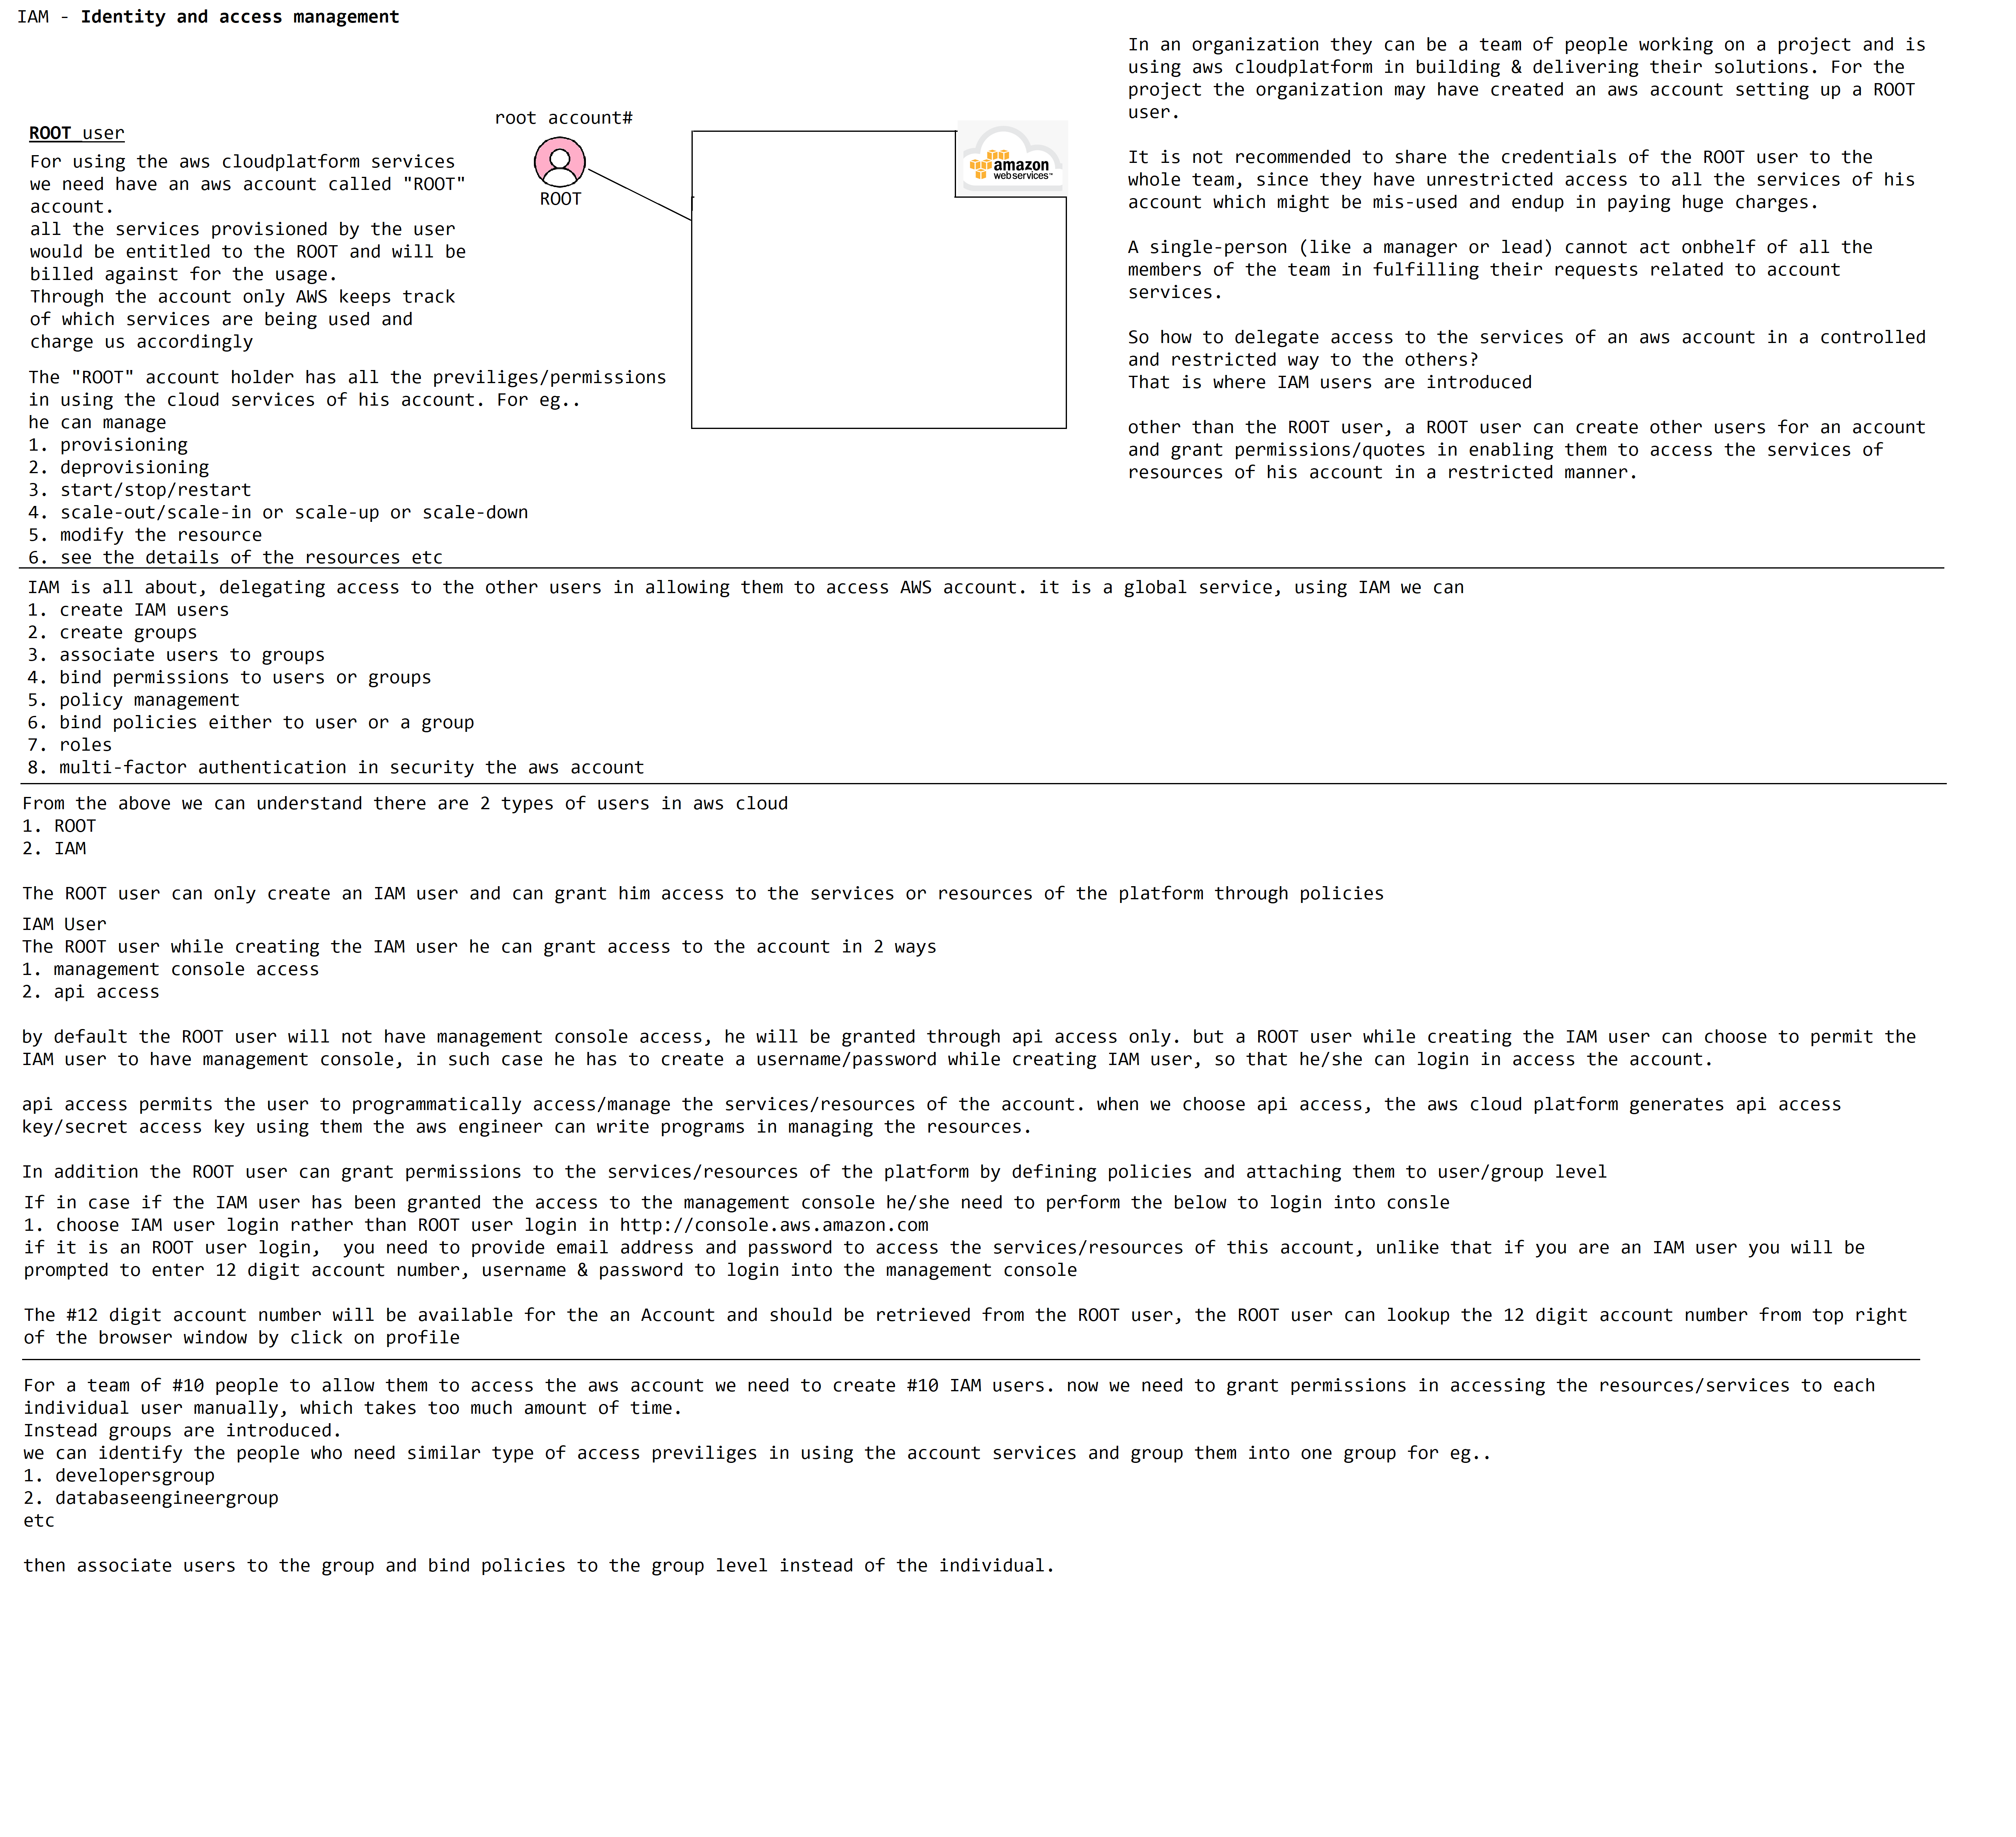 IAM - Identity and access management
ROOT user
For using the aws cloudplatform services
we need have an aws account called "ROOT"
account.
all the services provisioned by the user
would be entitled to the ROOT and will be
billed against for the usage.
Through the account only AWS keeps track
of which services are being used and
charge us accordingly
The "ROOT" account holder has all the previliges/permissions
in using the cloud services of his account. For eg..
he can manage
1. provisioning
2. deprovisioning
3. start/stop/restart
4. scale-out/scale-in or scale-up or scale-down
5. modify the resource
6. see the details of the resources etc
root account#
ROOT
amazon
web services™
In an organization they can be a team of people working on a project and is
using aws cloudplatform in building & delivering their solutions. For the
project the organization may have created an aws account setting up a ROOT
user.
It is not recommended to share the credentials of the ROOT user to the
whole team, since they have unrestricted access to all the services of his
account which might be mis-used and endup in paying huge charges.
A single-person (like a manager or lead) cannot act onbhelf of all the
members of the team in fulfilling their requests related to account
services.
So how to delegate access to the services of an aws account in a controlled
and restricted way to the others?
That is where IAM users are introduced
other than the ROOT user, a ROOT user can create other users for an account
and grant permissions/quotes in enabling them to access the services of
resources of his account in a restricted manner.
IAM is all about, delegating access to the other users in allowing them to access AWS account. it is a global service, using IAM we can
1. create IAM users
2. create groups
3. associate users to groups
4. bind permissions to users or groups
5. policy management
6. bind policies either to user or a group
7. roles
8. multi-factor authentication in security the aws account
From the above we can understand there are 2 types of users in aws cloud
1. ROOT
2. IAM
The ROOT user can only create an IAM user and can grant him access to the services or resources of the platform through policies
IAM User
The ROOT user while creating the IAM user he can grant access to the account in 2 ways
1. management console access
2. api access
by default the ROOT user will not have management console access, he will be granted through api access only. but a ROOT user while creating the IAM user can choose to permit the
IAM user to have management console, in such case he has to create a username/password while creating IAM user, so that he/she can login in access the account.
api access permits the user to programmatically access/manage the services/resources of the account. when we choose api access, the aws cloud platform generates api access
key/secret access key using them the aws engineer can write programs in managing the resources.
In addition the ROOT user can grant permissions to the services/resources of the platform by defining policies and attaching them to user/group level
If in case if the IAM user has been granted the access to the management console he/she need to perform the below to login into consle
1. choose IAM user login rather than ROOT user login in http://console.aws.amazon.com
if it is an ROOT user login,  you need to provide email address and password to access the services/resources of this account, unlike that if you are an IAM user you will be
prompted to enter 12 digit account number, username & password to login into the management console
The #12 digit account number will be available for the an Account and should be retrieved from the ROOT user, the ROOT user can lookup the 12 digit account number from top right
of the browser window by click on profile
For a team of #10 people to allow them to access the aws account we need to create #10 IAM users. now we need to grant permissions in accessing the resources/services to each
individual user manually, which takes too much amount of time.
Instead groups are introduced.
we can identify the people who need similar type of access previliges in using the account services and group them into one group for eg..
1. developersgroup
2. databaseengineergroup
etc
then associate users to the group and bind policies to the group level instead of the individual.